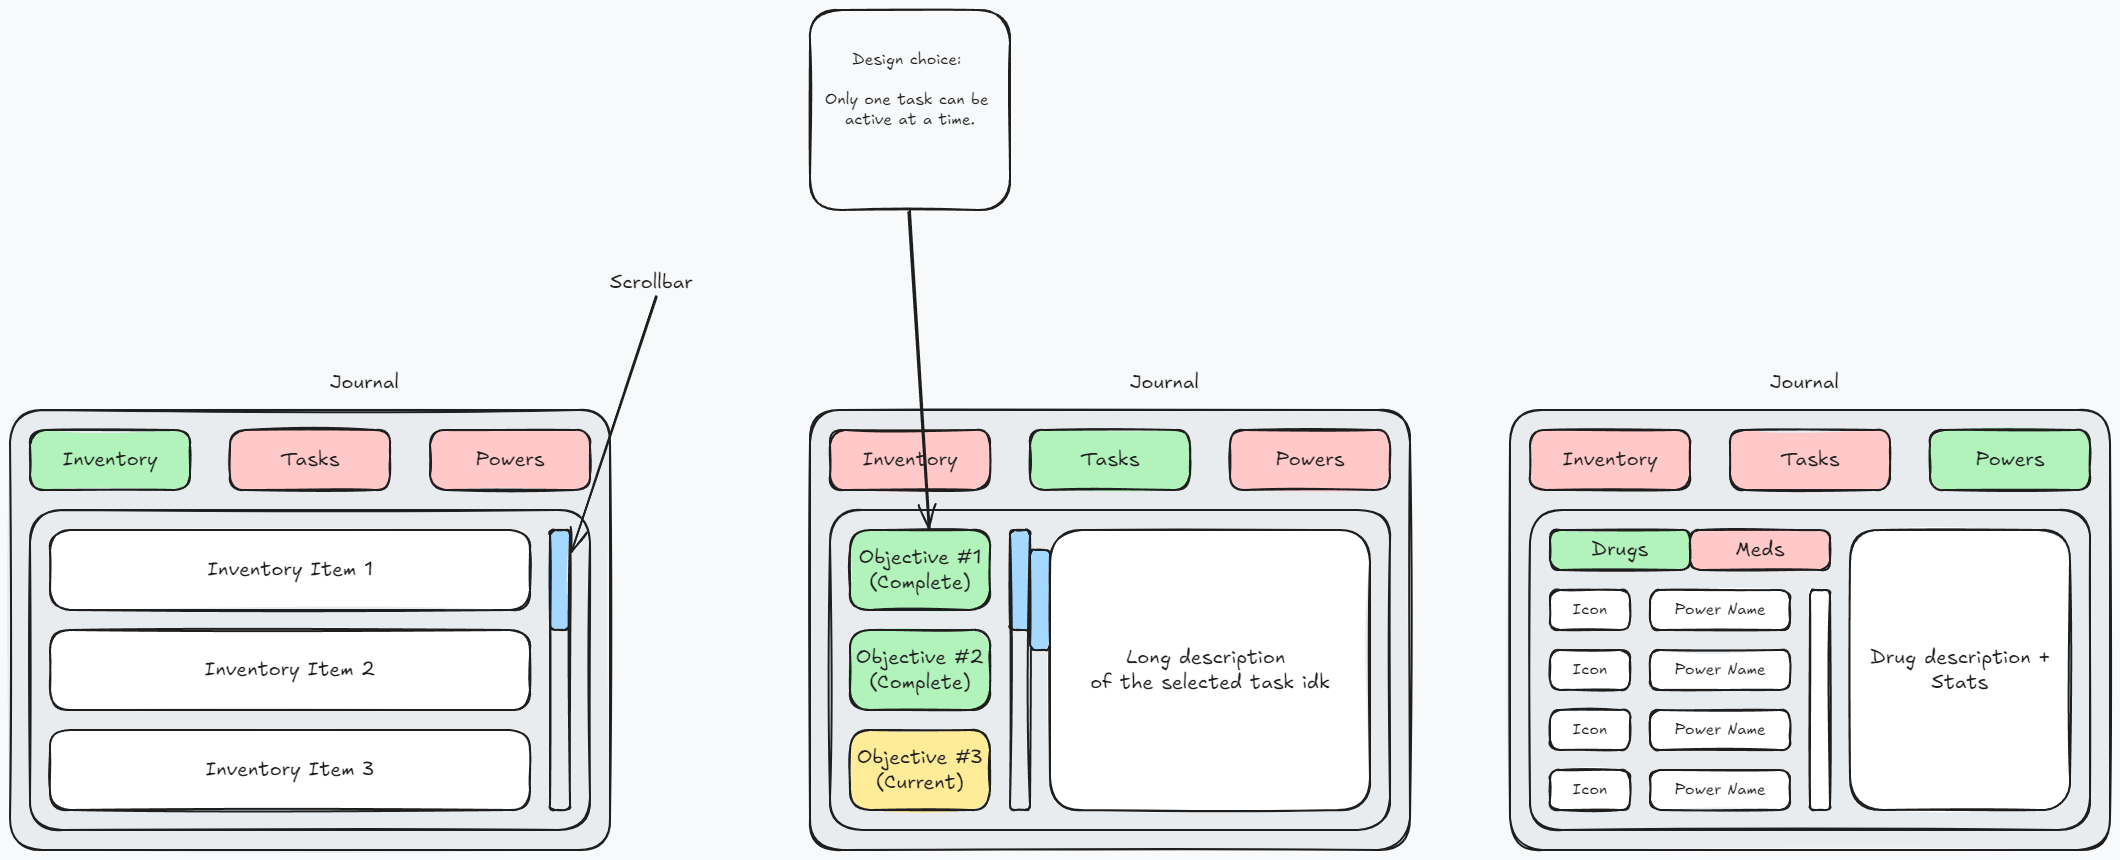 Design choice:
Only one task can be
active at a time.
Scrollbar
Journal
Inventory
Tasks
Powers
Inventory Item 1
Inventory Item 2
Inventory Item 3
Journal
Inventory
Tasks
Powers
Objective #1
(Complete)
Objective #2
(Complete)
Objective #3
(Current)
Long description
of the selected task idk
Journal
Inventory
Tasks
Powers
Drugs
Meds
Icon
Power Name
Icon
Power Name
Icon
Power Name
Icon
Power Name
Drug description +
Stats